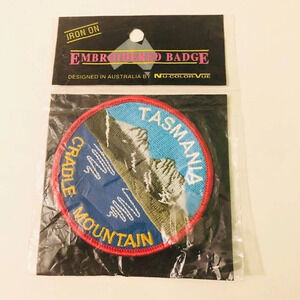 IRON ON
EMBROIDERED BADGE
DESIGNED IN AUSTRALIA BY NU-COLOR-VUE
TASMANIA
CRADLE MOUNTAIN